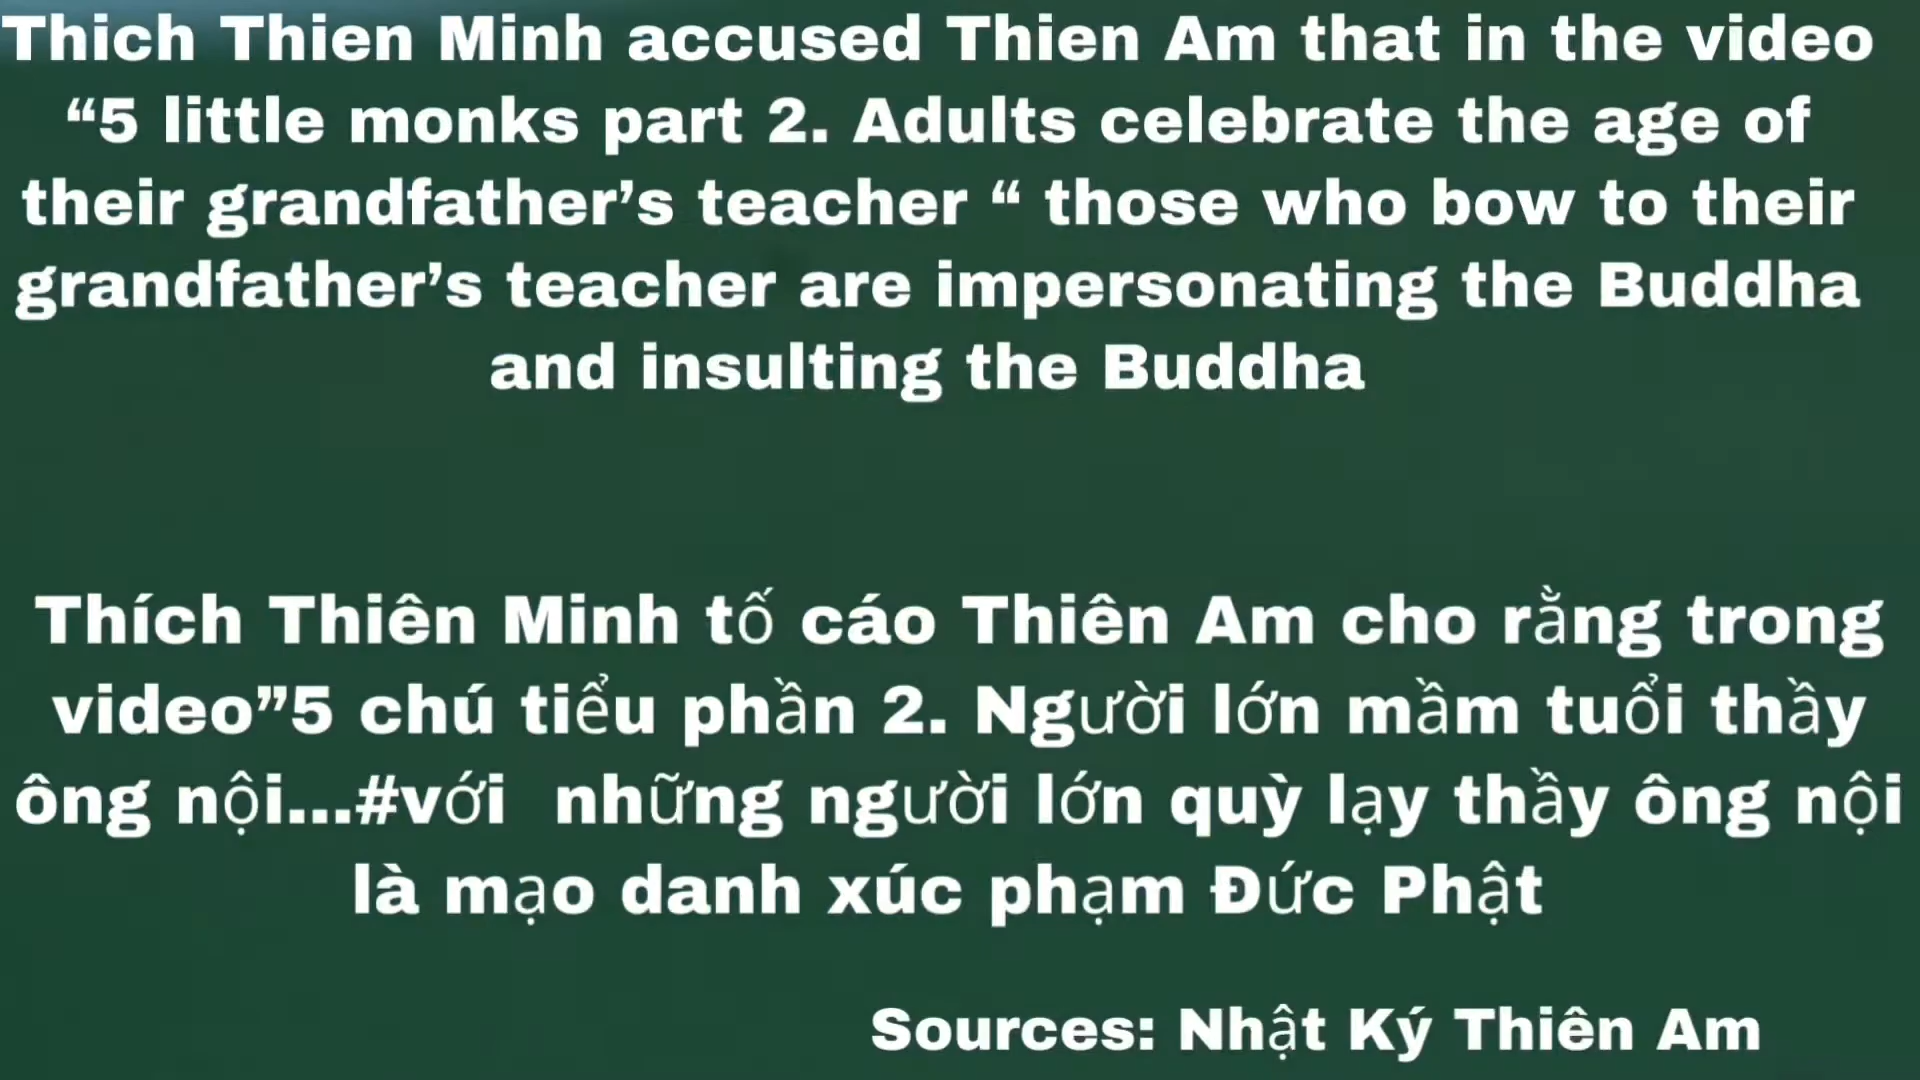 Thich Thien Minh accused Thien Am that in the video
“5 little monks part 2. Adults celebrate the age of
their grandfather’s teacher “ those who bow to their
grandfather’s teacher are impersonating the Buddha
and insulting the Buddha
Thích Thiên Minh tố cáo Thiên Am cho rằng trong
video”5 chú tiểu phần 2. Người lớn mầm tuổi thầy
ông nội...#với những người lớn quỳ lạy thầy ông nội
là mạo danh xúc phạm Đức Phật
Sources: Nhật Ký Thiên Am